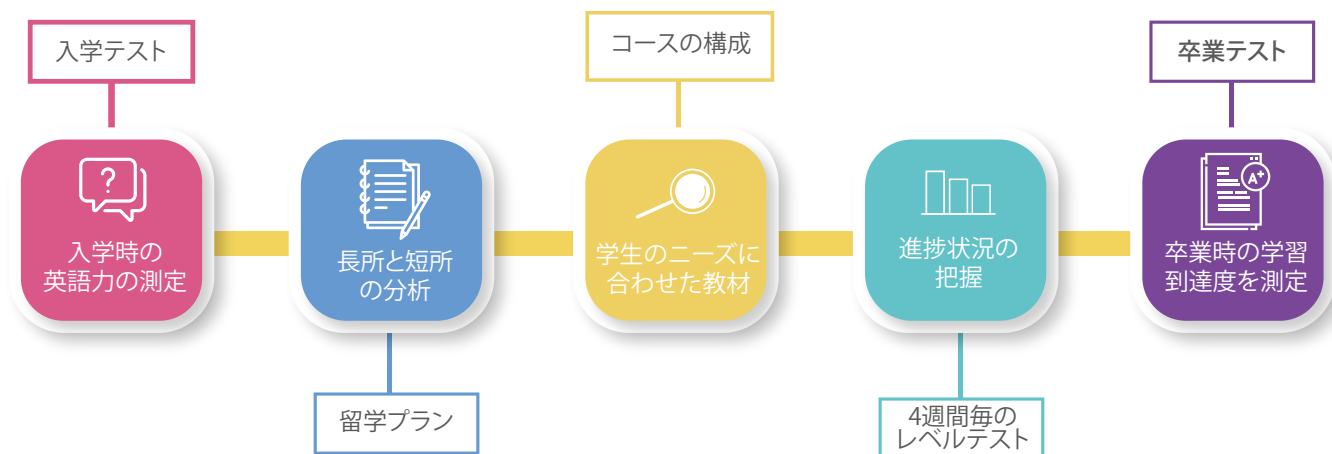 入学テスト
コースの構成
卒業テスト
?
入学時の
英語力の測定
長所と短所
の分析
学生のニーズに
合わせた教材
進捗状況の
把握
A+
卒業時の学習
到達度を測定
留学プラン
4週間毎の
レベルテスト